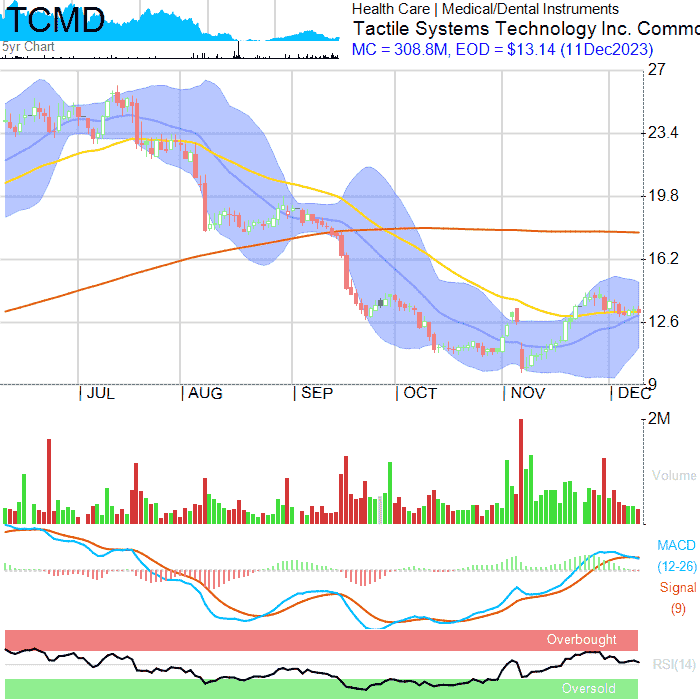 TCMD
5yr Chart
Health Care | Medical/Dental Instruments
Tactile Systems Technology Inc. Commo
MC = 308.8M, EOD = $13.14 (11Dec2023)
27
23.4
19.8
16.2
12.6
9
JUL AUG SEP OCT NOV DEC
2M
Volume
MACD
(12-26)
Signal
(9)
Overbought
RSI(14)
Oversold